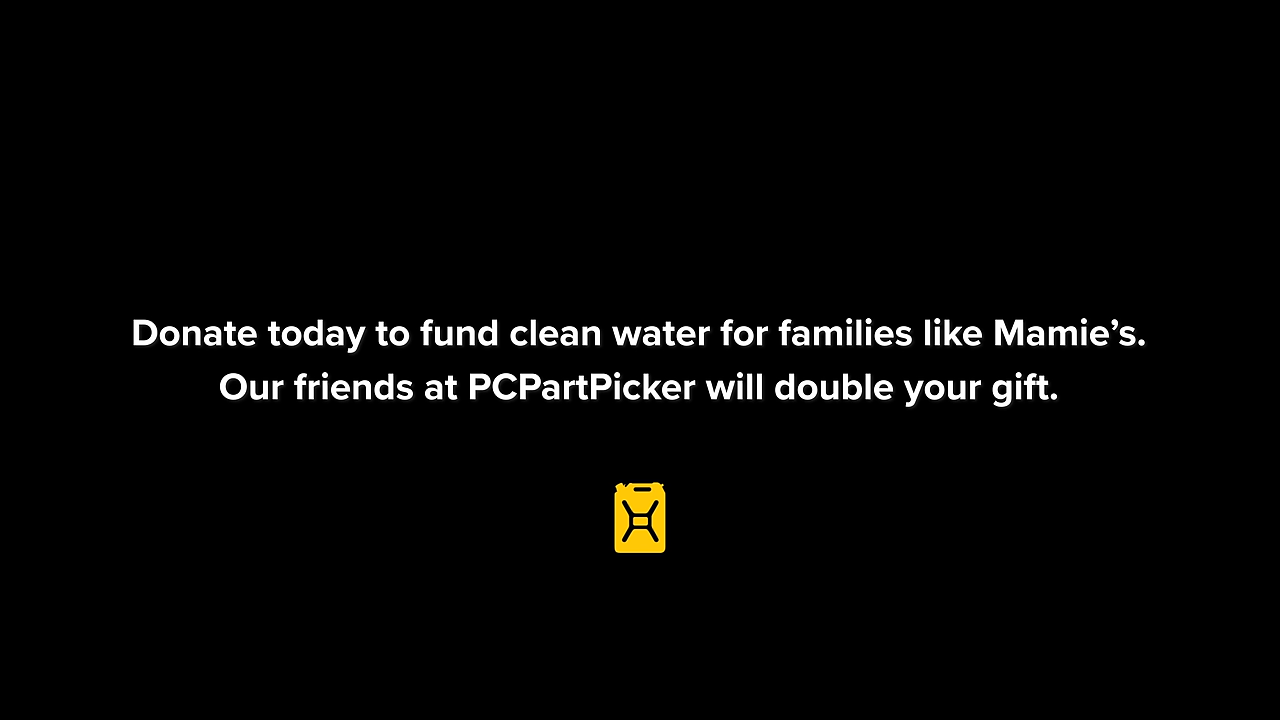 Donate today to fund clean water for families like Mamie’s.
Our friends at PCPartPicker will double your gift.